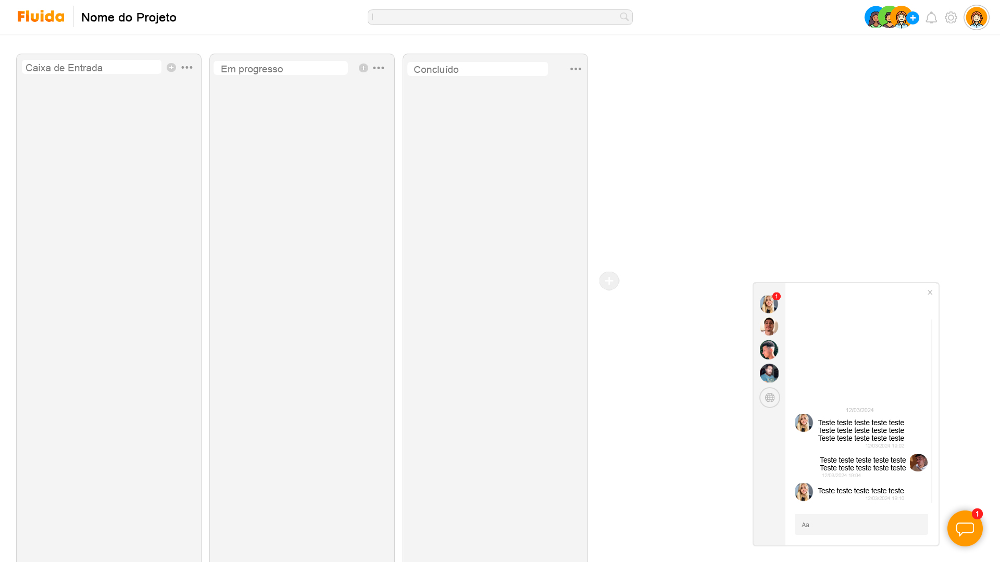 Fluida
Nome do Projeto
Caixa de Entrada
Em progresso
Concluído
1
x
12/03/2024
Teste teste teste teste teste
Teste teste teste teste teste
Teste teste teste teste teste
12/03/2024 19:02
Teste teste teste teste teste
Teste teste teste teste teste
12/03/2024 19:04
Teste teste teste teste teste
12/03/2024 19:10
Aa
1